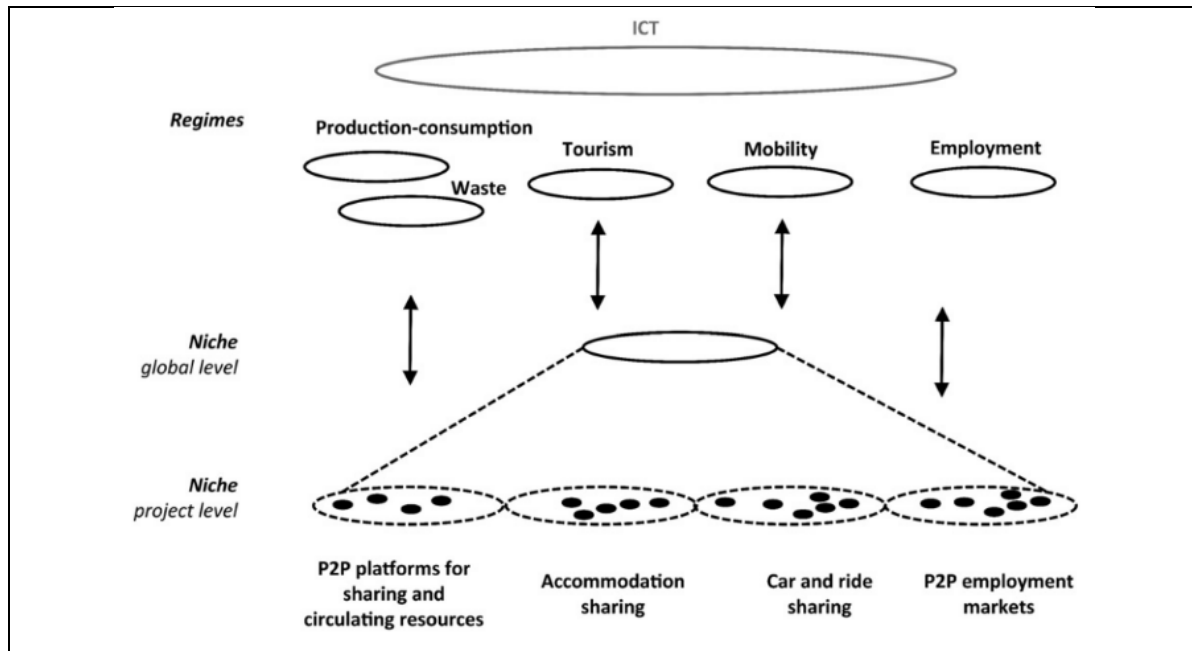 ICT
Regimes
Production-consumption
Waste
Tourism
Mobility
Employment
Niche
global level
Niche
project level
P2P platforms for
sharing and
circulating resources
Accommodation
sharing
Car and ride
sharing
P2P employment
markets